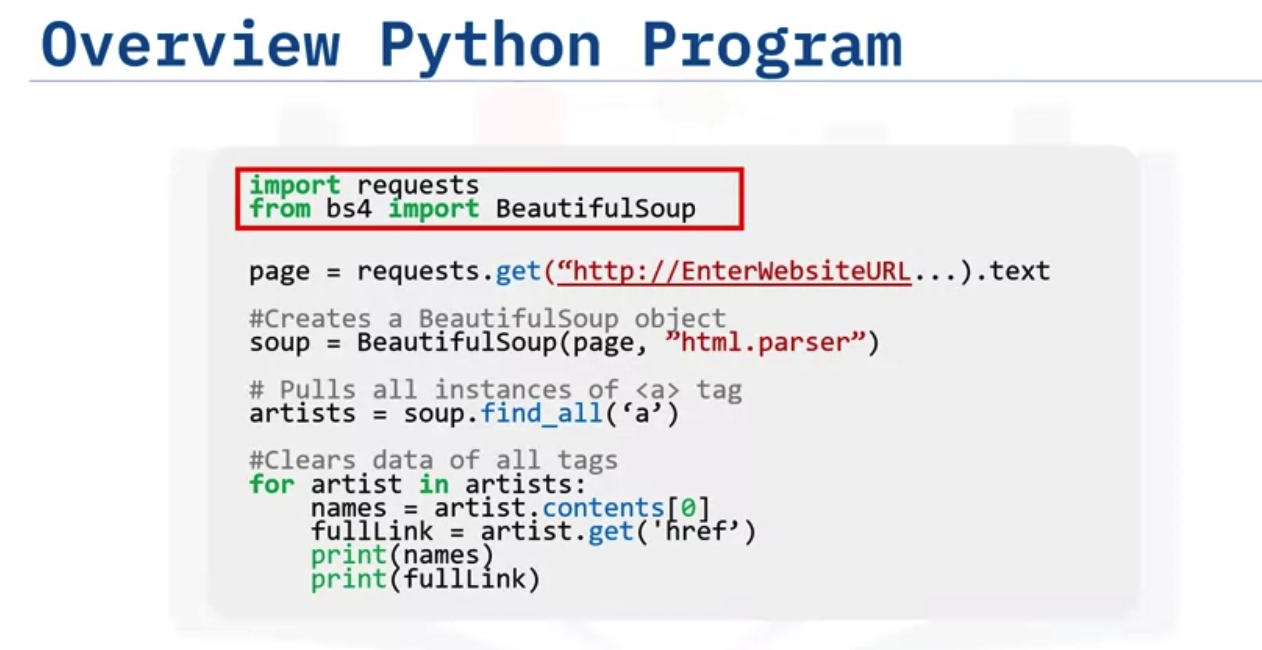 Overview Python Program
import requests
from bs4 import BeautifulSoup
page = requests.get(“http://EnterWebsiteURL...).text
#Creates a BeautifulSoup object
soup = BeautifulSoup(page, ”html.parser”)
# Pulls all instances of <a> tag
artists = soup.find_all(‘a’)
#Clears data of all tags
for artist in artists:
    names = artist.contents[0]
    fullLink = artist.get('href’)
    print(names)
    print(fullLink)